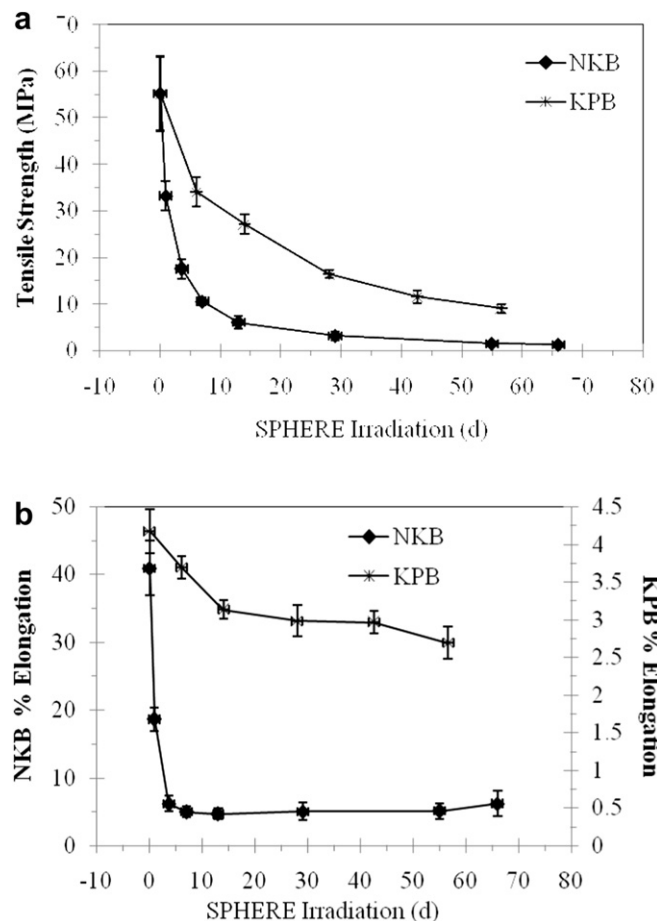 a
70
60
50
40
30
20
10
0
Tensile Strength (MPa)
NKB
KPB
-10 0 10 20 30 40 50 60 70 80
SPHERE Irradiation (d)
b
50
40
30
20
10
0
NKB % Elongation
NKB
KPB
4.5
4
3.5
3
2.5
2
1.5
1
0.5
0
KPB % Elongation
-10 0 10 20 30 40 50 60 70 80
SPHERE Irradiation (d)